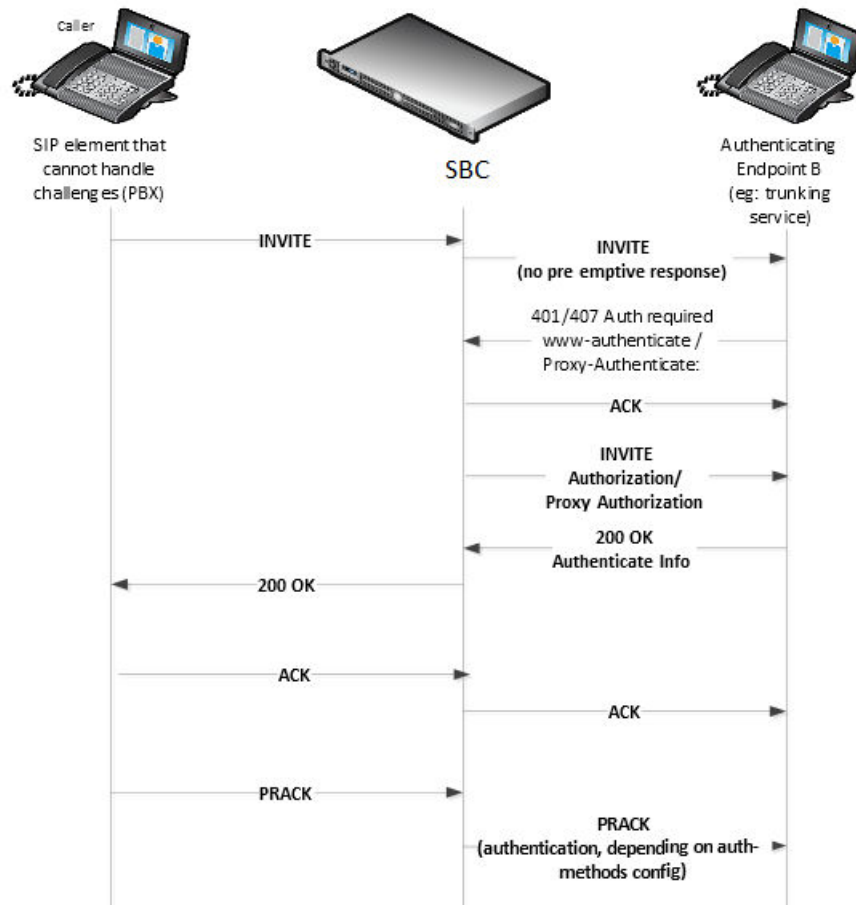 Caller
SIP element that
cannot handle
challenges (PBX)
SBC
Authenticating
Endpoint B
(eg: trunking
service)
INVITE
INVITE
(no pre emptive response)
401/407 Auth required
www-authenticate /
Proxy-Authenticate:
ACK
INVITE
Authorization/
Proxy Authorization
200 OK
Authenticate Info
200 OK
ACK
ACK
PRACK
PRACK
(authentication, depending on auth-
methods config)